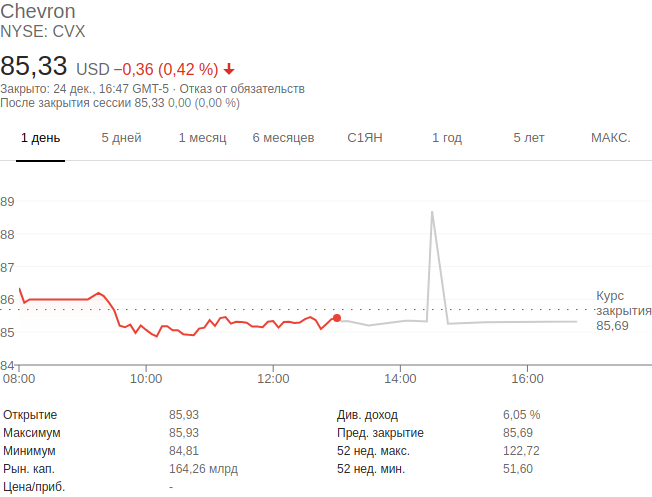 Chevron
NYSE: CVX
85,33 USD −0,36 (0,42 %)
Закрыто: 24 дек., 16:47 GMT-5 · Отказ от обязательств
После закрытия сессии 85,33 0,00 (0,00 %)
1 день 5 дней 1 месяц 6 месяцев С1ЯН 1 год 5 лет МАКС.
89
88
87
86
85
84
Курс
закрытия
85,69
08:00 10:00 12:00 14:00 16:00
Открытие 85,93 Див. доход 6,05 %
Максимум 85,93 Пред. закрытие 85,69
Минимум 84,81 52 нед. макс. 122,72
Рын. кап. 164,26 млрд 52 нед. мин. 51,60
Цена/приб. -